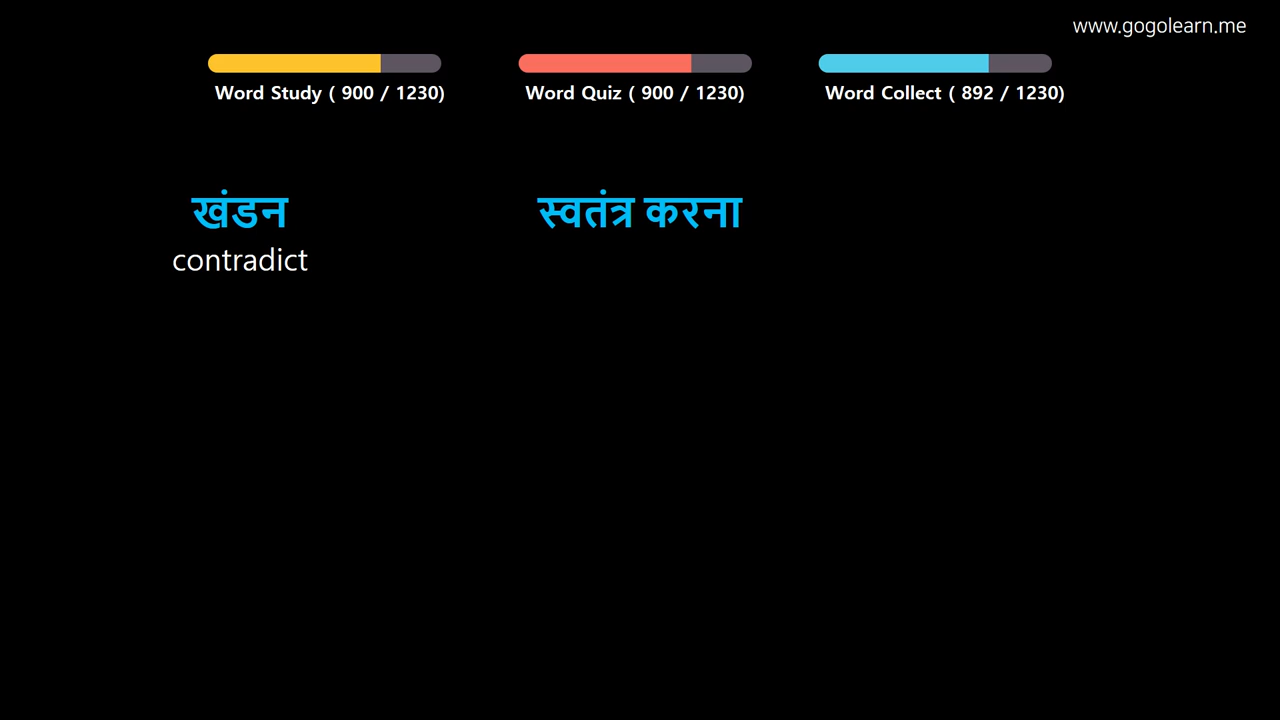 www.gogolearn.me
Word Study ( 900 / 1230)
Word Quiz ( 900 / 1230)
Word Collect ( 892 / 1230)
खंडन
contradict
स्वतंत्र करना